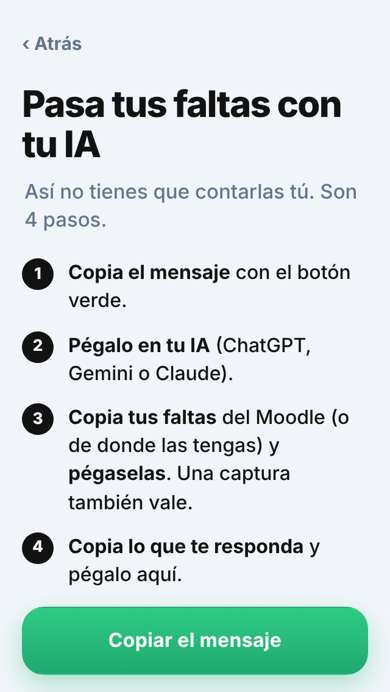 ‹ Atrás
Pasa tus faltas con
tu IA
Así no tienes que contarlas tú. Son
4 pasos.
1 Copia el mensaje con el botón
verde.
2 Pégalo en tu IA (ChatGPT,
Gemini o Claude).
3 Copia tus faltas del Moodle (o
de donde las tengas) y
pégaselas. Una captura
también vale.
4 Copia lo que te responda y
pégalo aquí.
Copiar el mensaje